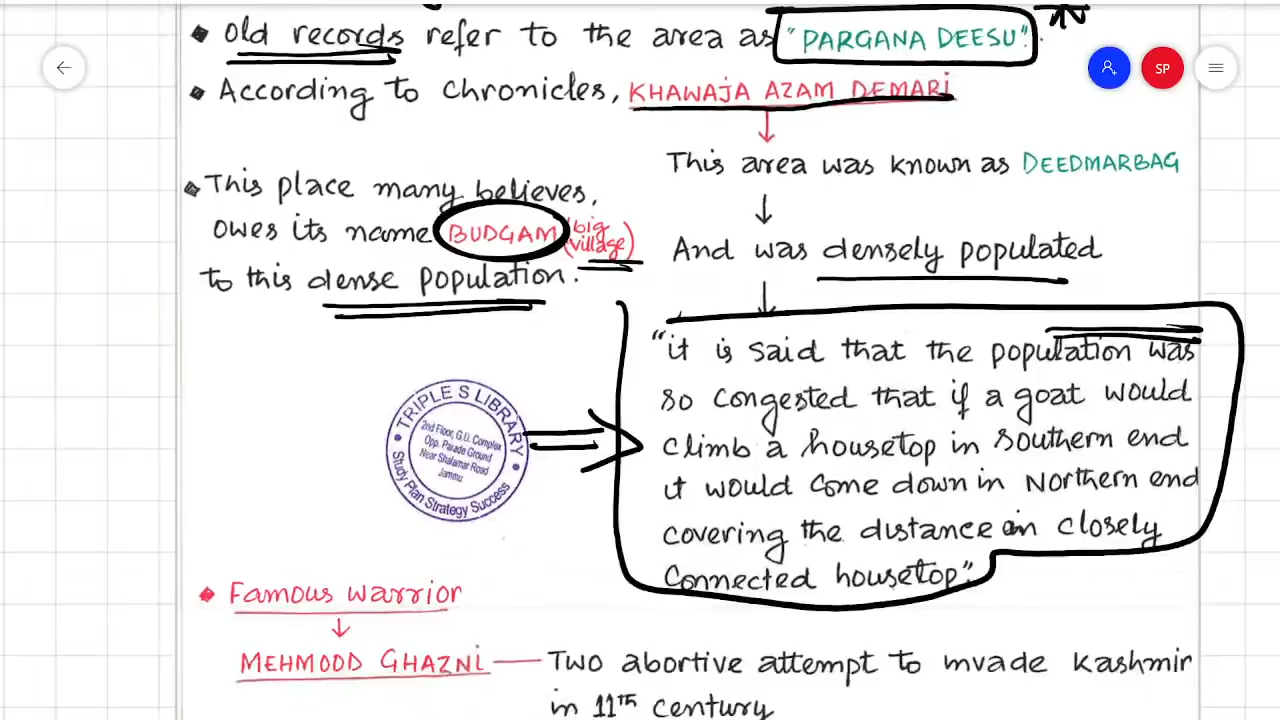 Old records refer to the area as "PARGANA DEESU".
SP
According to Chronicles, KHAWAJA AZAM DEMARI
This area was known as DEEDMARBAG
And was densely populated
"it is said that the population was
so congested that if a goat would
climb a housetop in southern end
it would come down in Northern end
covering the distance in closely
connected housetop"
This place many believes,
owes its name BUDGAM (big village)
to this dense population.
TRIPLE S LIBRARY
2nd Floor, G.D. Complex
Opp. Parade Ground
Near Shalamar Road
Jammu
Study Plan Strategy Success
Famous warrior
MEHMOOD GHAZNI — Two abortive attempt to invade Kashmir
in 11th century